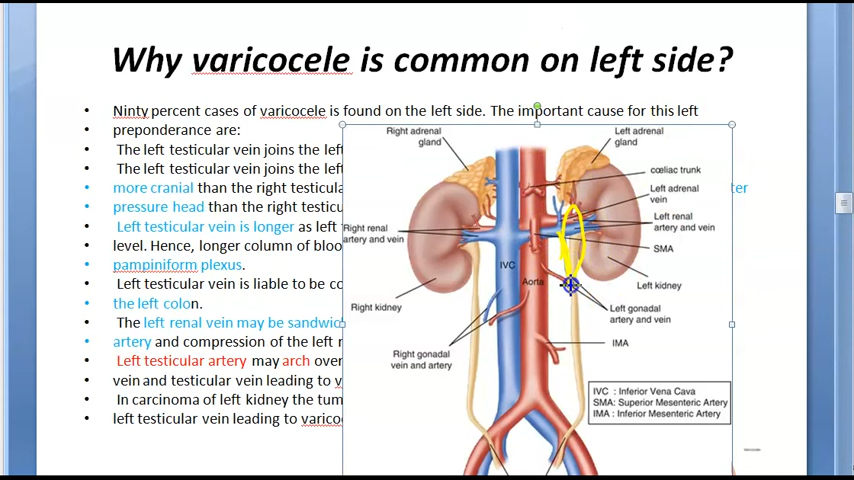 Why varicocele is common on left side?
Ninty percent cases of varicocele is found on the left side. The important cause for this left
preponderance are:
The left testicular vein joins the left
The left testicular vein joins the left
more cranial than the right testicula
ter
pressure head than the right testicu
Left testicular vein is longer as left
level. Hence, longer column of bloo
pampiniform plexus.
Left testicular vein is liable to be co
the left colon.
The left renal vein may be sandwic
artery and compression of the left r
Left testicular artery may arch over
vein and testicular vein leading to v
In carcinoma of left kidney the tum
left testicular vein leading to varico
Right adrenal
gland
Left adrenal
gland
cœliac trunk
Left adrenal
vein
Left renal
artery and vein
Right renal
artery and vein
SMA
IVC
Aorta
Left kidney
Right kidney
Left gonadal
artery and vein
IMA
Right gonadal
vein and artery
IVC : Inferior Vena Cava
SMA: Superior Mesenteric Artery
IMA : Inferior Mesenteric Artery